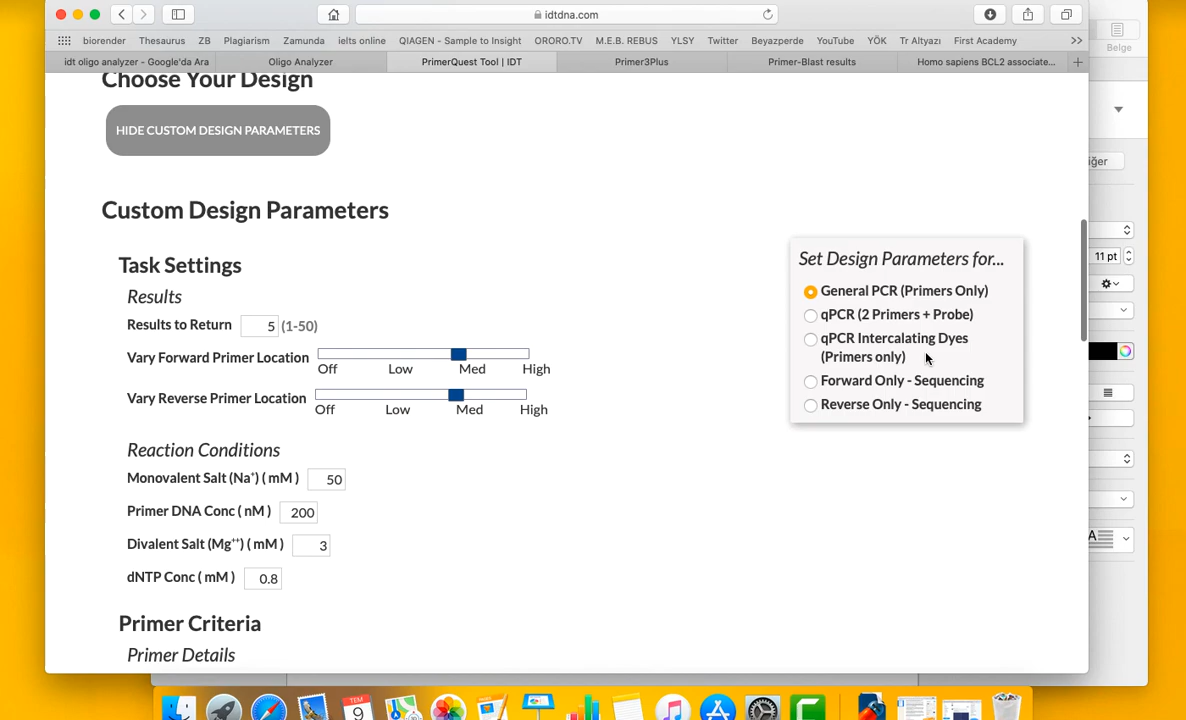 idtdna.com
biorender Thesaurus ZB Plagiarism Zamunda ielts online QIAGEN - Sample to Insight ORORO.TV M.E.B. REBUS YLSY Twitter Beyazperde YouTube YÖK Tr Altyazı First Academy >>
Belge
idt oligo analyzer - Google'da Ara Oligo Analyzer PrimerQuest Tool | IDT Primer3Plus Primer-Blast results Homo sapiens BCL2 associate... +
Choose Your Design
HIDE CUSTOM DESIGN PARAMETERS
iğer
Custom Design Parameters
Set Design Parameters for...
General PCR (Primers Only)
qPCR (2 Primers + Probe)
qPCR Intercalating Dyes
(Primers only)
Forward Only - Sequencing
Reverse Only - Sequencing
11 pt
Task Settings
Results
Results to Return 5 (1-50)
Vary Forward Primer Location
Off Low Med High
Vary Reverse Primer Location
Off Low Med High
Reaction Conditions
Monovalent Salt (Na⁺) ( mM ) 50
Primer DNA Conc ( nM ) 200
Divalent Salt (Mg⁺⁺) ( mM ) 3
dNTP Conc ( mM ) 0.8
A
Primer Criteria
Primer Details
TEM
9
C